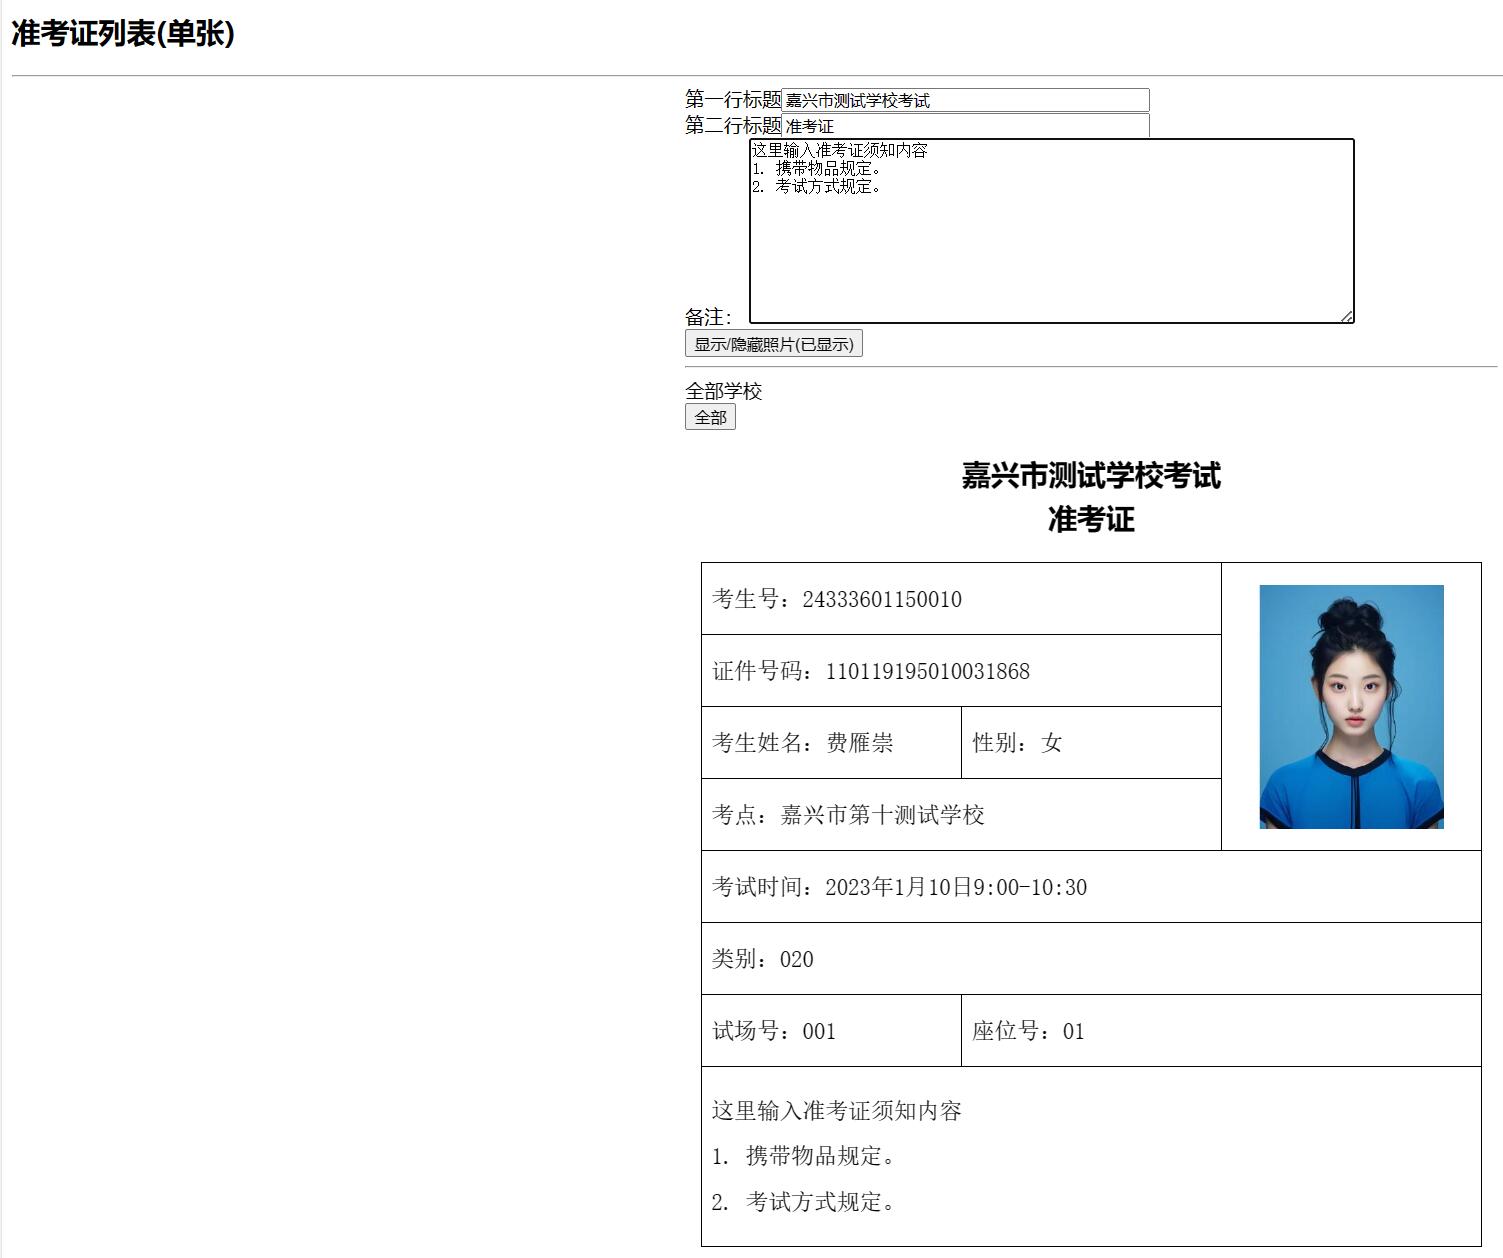 准考证列表(单张)
第一行标题 嘉兴市测试学校考试
第二行标题 准考证
这里输入准考证须知内容
1. 携带物品规定。
2. 考试方式规定。
备注：
显示/隐藏照片(已显示)
全部学校
全部
嘉兴市测试学校考试
准考证
考生号：24333601150010
证件号码：110119195010031868
考生姓名：费雁崇 性别：女
考点：嘉兴市第十测试学校
考试时间：2023年1月10日9:00-10:30
类别：020
试场号：001 座位号：01
这里输入准考证须知内容
1. 携带物品规定。
2. 考试方式规定。